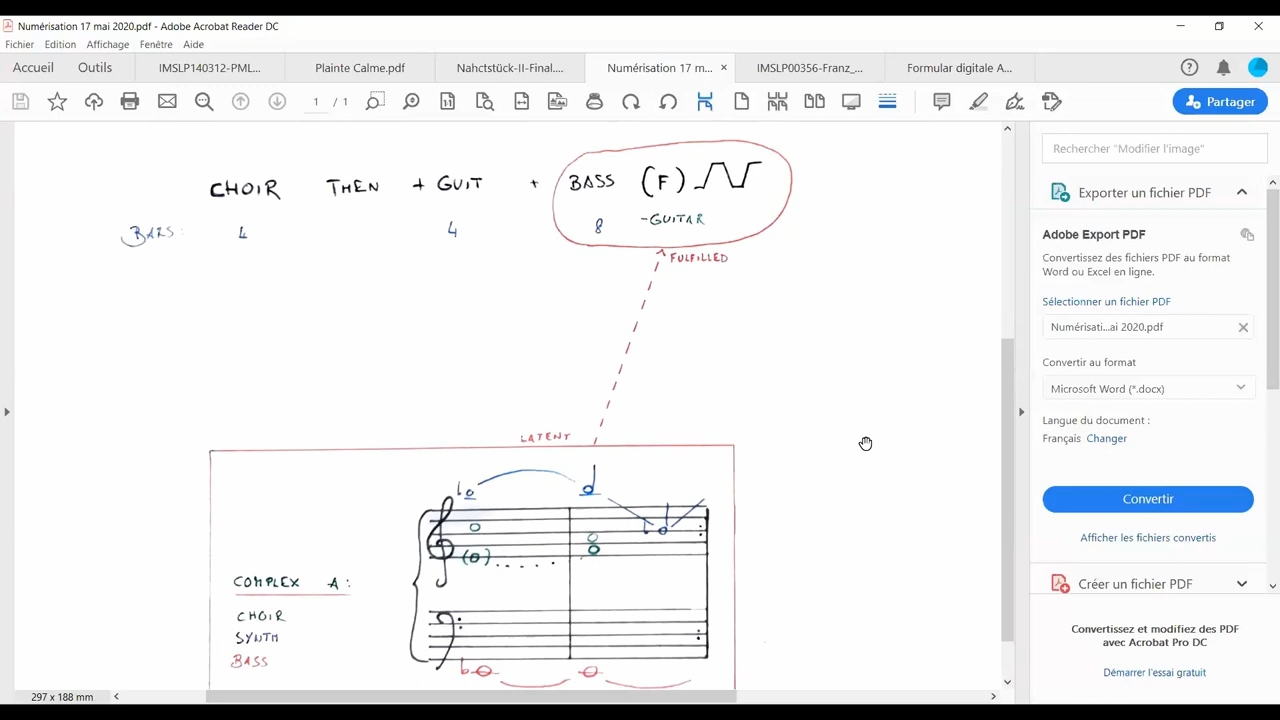 Numérisation 17 mai 2020.pdf - Adobe Acrobat Reader DC
Fichier Edition Affichage Fenêtre Aide
Accueil Outils IMSLP140312-PML... Plainte Calme.pdf Nahctstück-II-Final... Numérisation 17 m... × IMSLP00356-Franz_... Formular digitale A...
1 / 1 Partager
CHOIR THEN + GUIT + BASS (F)
BARS: 4 4 8 -GUITAR
FULFILLED
LATENT
COMPLEX A:
CHOIR
SYNTH
BASS
297 x 188 mm
Rechercher "Modifier l'image"
Exporter un fichier PDF
Adobe Export PDF
Convertissez des fichiers PDF au format
Word ou Excel en ligne.
Sélectionner un fichier PDF
Numérisati...ai 2020.pdf
Convertir au format
Microsoft Word (*.docx)
Langue du document :
Français Changer
Convertir
Afficher les fichiers convertis
Créer un fichier PDF
Convertissez et modifiez des PDF
avec Acrobat Pro DC
Démarrer l'essai gratuit